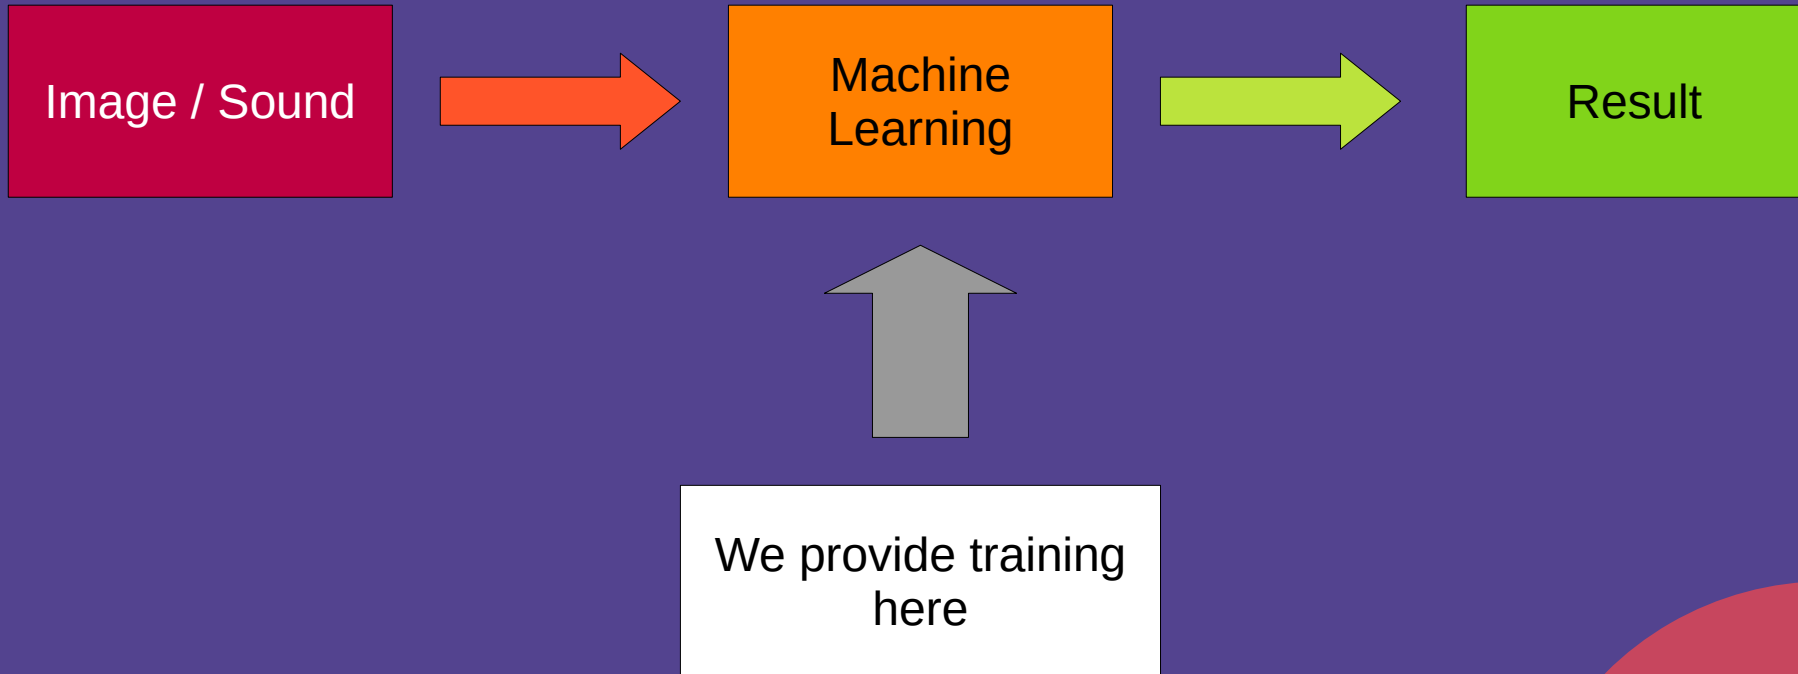 Image / Sound
Machine
Learning
Result
We provide training
here